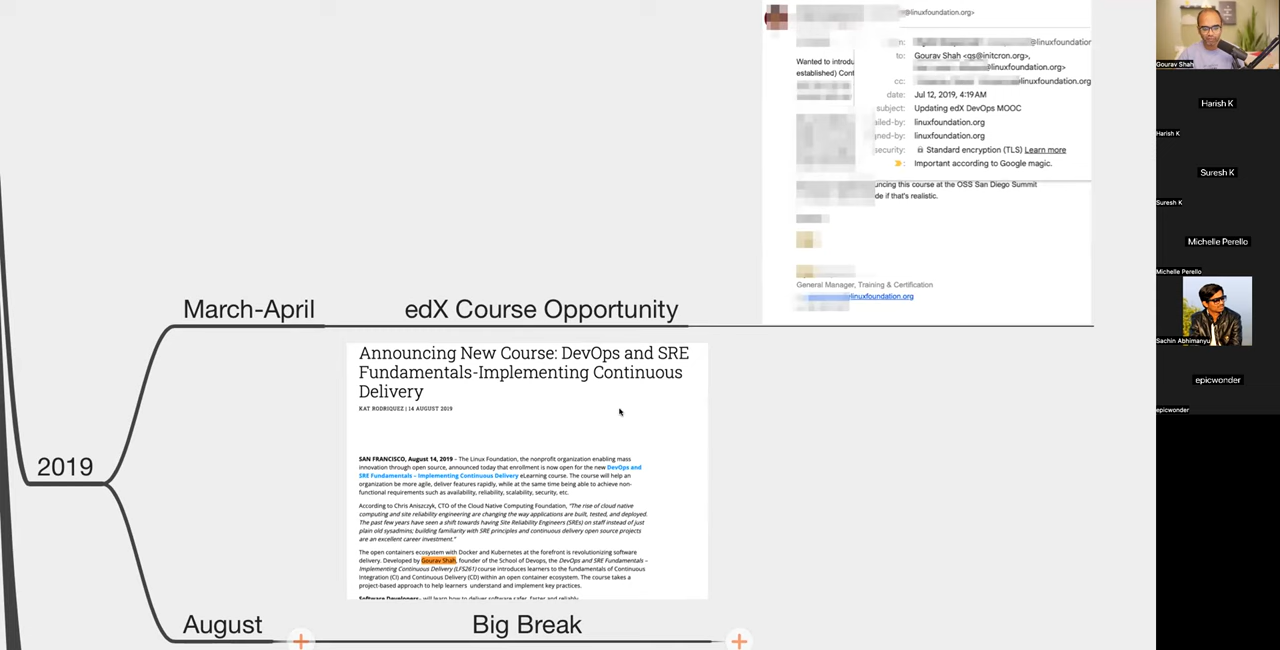 @linuxfoundation.org>
@linuxfoundation
Wanted to introdu
to: Gourav Shah <gs@initcron.org>,
established) Cont
@linuxfoundation.org>
cc: linuxfoundation.org
date: Jul 12, 2019, 4:19 AM
subject: Updating edX DevOps MOOC
ailed-by: linuxfoundation.org
gned-by: linuxfoundation.org
security: Standard encryption (TLS) Learn more
: Important according to Google magic.
uncing this course at the OSS San Diego Summit
de if that's realistic.
General Manager, Training & Certification
linuxfoundation.org
March-April
edX Course Opportunity
Announcing New Course: DevOps and SRE
Fundamentals-Implementing Continuous
Delivery
KAT RODRIQUEZ | 14 AUGUST 2019
SAN FRANCISCO, August 14, 2019 – The Linux Foundation, the nonprofit organization enabling mass
innovation through open source, announced today that enrollment is now open for the new DevOps and
SRE Fundamentals – Implementing Continuous Delivery eLearning course. The course will help an
organization be more agile, deliver features rapidly, while at the same time being able to achieve non-
functional requirements such as availability, reliability, scalability, security, etc.
According to Chris Aniszczyk, CTO of the Cloud Native Computing Foundation, "The rise of cloud native
computing and site reliability engineering are changing the way applications are built, tested, and deployed.
The past few years have seen a shift towards having Site Reliability Engineers (SREs) on staff instead of just
plain old sysadmins; building familiarity with SRE principles and continuous delivery open source projects
are an excellent career investment."
The open containers ecosystem with Docker and Kubernetes at the forefront is revolutionizing software
delivery. Developed by Gourav Shah, founder of the School of Devops, the DevOps and SRE Fundamentals –
Implementing Continuous Delivery (LFS261) course introduces learners to the fundamentals of Continuous
Integration (CI) and Continuous Delivery (CD) within an open container ecosystem. The course takes a
project-based approach to help learners understand and implement key practices.
Software Developers– will learn how to deliver software safer, faster and reliably.
2019
August
Big Break
Gourav Shah
Harish K
Harish K
Suresh K
Suresh K
Michelle Perello
Michelle Perello
Sachin Abhimanyu
epicwonder
epicwonder